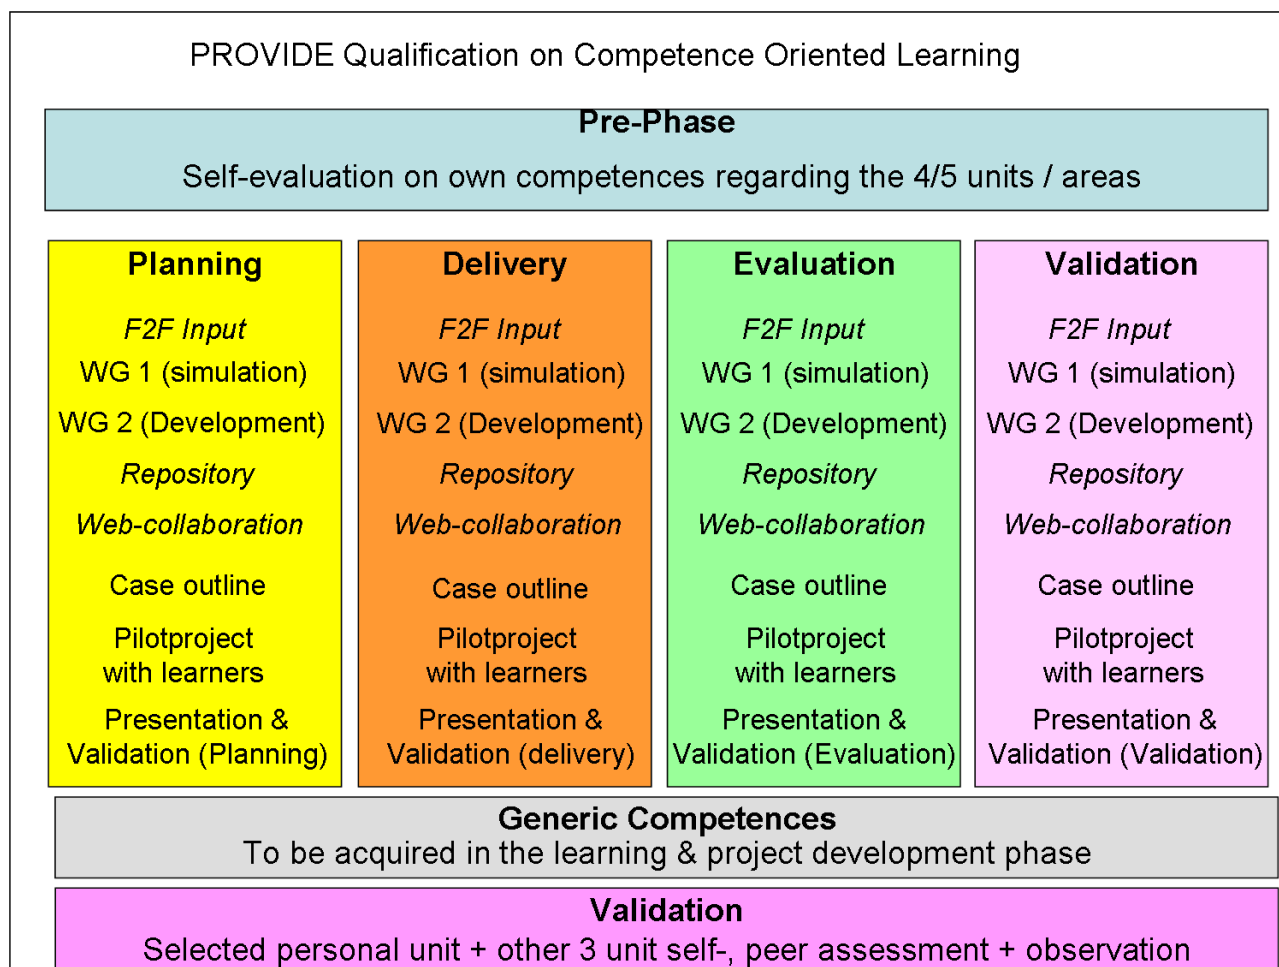 PROVIDE Qualification on Competence Oriented Learning
Pre-Phase
Self-evaluation on own competences regarding the 4/5 units / areas
Planning
F2F Input
WG 1 (simulation)
WG 2 (Development)
Repository
Web-collaboration
Case outline
Pilotproject
with learners
Presentation &
Validation (Planning)
Delivery
F2F Input
WG 1 (simulation)
WG 2 (Development)
Repository
Web-collaboration
Case outline
Pilotproject
with learners
Presentation &
Validation (delivery)
Evaluation
F2F Input
WG 1 (simulation)
WG 2 (Development)
Repository
Web-collaboration
Case outline
Pilotproject
with learners
Presentation &
Validation (Evaluation)
Validation
F2F Input
WG 1 (simulation)
WG 2 (Development)
Repository
Web-collaboration
Case outline
Pilotproject
with learners
Presentation &
Validation (Validation)
Generic Competences
To be acquired in the learning & project development phase
Validation
Selected personal unit + other 3 unit self-, peer assessment + observation